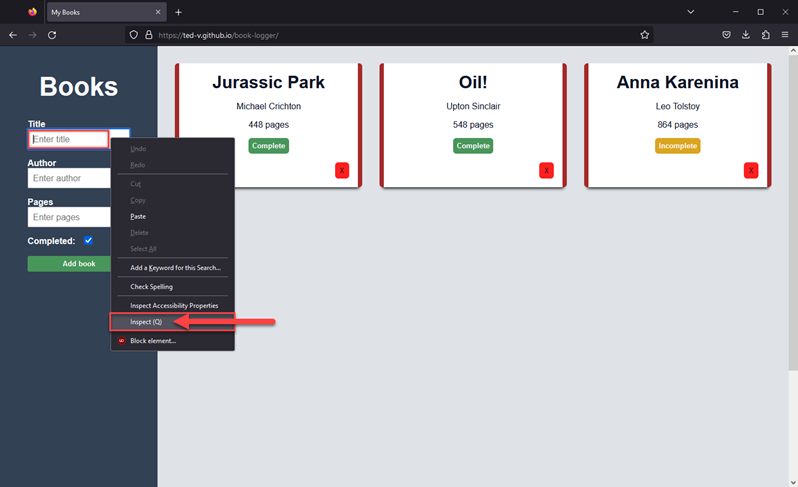 My Books
https://ted-v.github.io/book-logger/
Books
Title
Enter title
Author
Enter author
Pages
Enter pages
Completed:
Add book
Undo
Redo
Cut
Copy
Paste
Delete
Select All
Add a Keyword for this Search...
Check Spelling
Inspect Accessibility Properties
Inspect (Q)
Block element...
Jurassic Park
Michael Crichton
448 pages
Complete
X
Oil!
Upton Sinclair
548 pages
Complete
X
Anna Karenina
Leo Tolstoy
864 pages
Incomplete
X